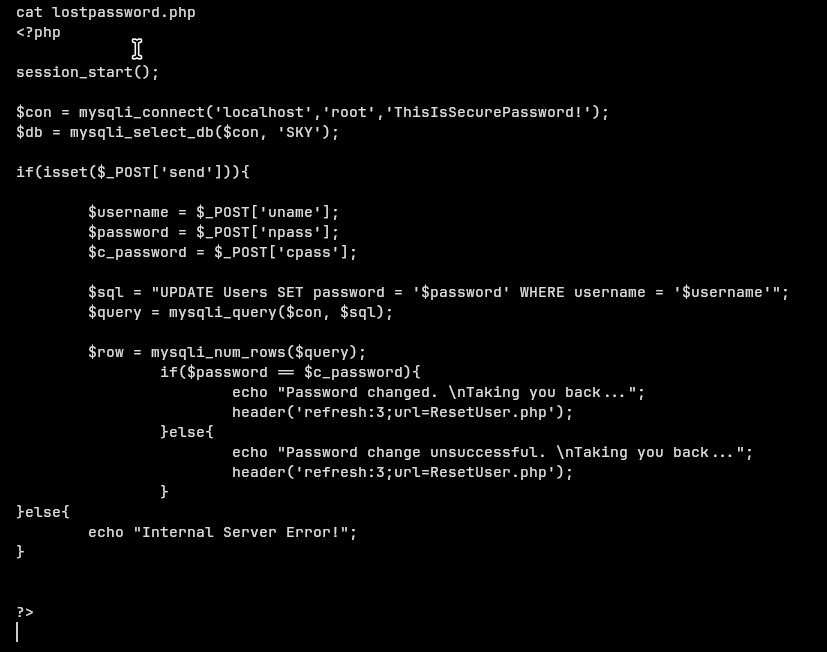 cat lostpassword.php
<?php
session_start();
$con = mysqli_connect('localhost','root','ThisIsSecurePassword!');
$db = mysqli_select_db($con, 'SKY');
if(isset($_POST['send'])){
$username = $_POST['uname'];
$password = $_POST['npass'];
$c_password = $_POST['cpass'];
$sql = "UPDATE Users SET password = '$password' WHERE username = '$username'";
$query = mysqli_query($con, $sql);
$row = mysqli_num_rows($query);
if($password == $c_password){
echo "Password changed. \nTaking you back...";
header('refresh:3;url=ResetUser.php');
}else{
echo "Password change unsuccessful. \nTaking you back...";
header('refresh:3;url=ResetUser.php');
}
}else{
echo "Internal Server Error!";
}
?>